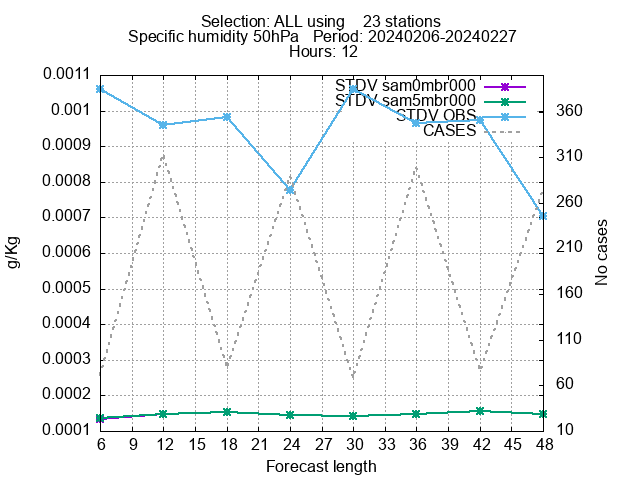 Selection: ALL using    23 stations
Specific humidity 50hPa   Period: 20240206-20240227
Hours: 12
STDV sam0mbr000
STDV sam5mbr000
STDV OBS
CASES
0.0011
0.001
0.0009
0.0008
0.0007
0.0006
0.0005
0.0004
0.0003
0.0002
0.0001
g/Kg
360
310
260
210
160
110
60
10
No cases
6 9 12 15 18 21 24 27 30 33 36 39 42 45 48
Forecast length